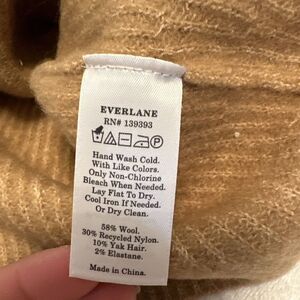 EVERLANE
RN# 139393
Hand Wash Cold.
With Like Colors.
Only Non-Chlorine
Bleach When Needed.
Lay Flat To Dry.
Cool Iron If Needed.
Or Dry Clean.
58% Wool.
30% Recycled Nylon.
10% Yak Hair.
2% Elastane.
Made in China.